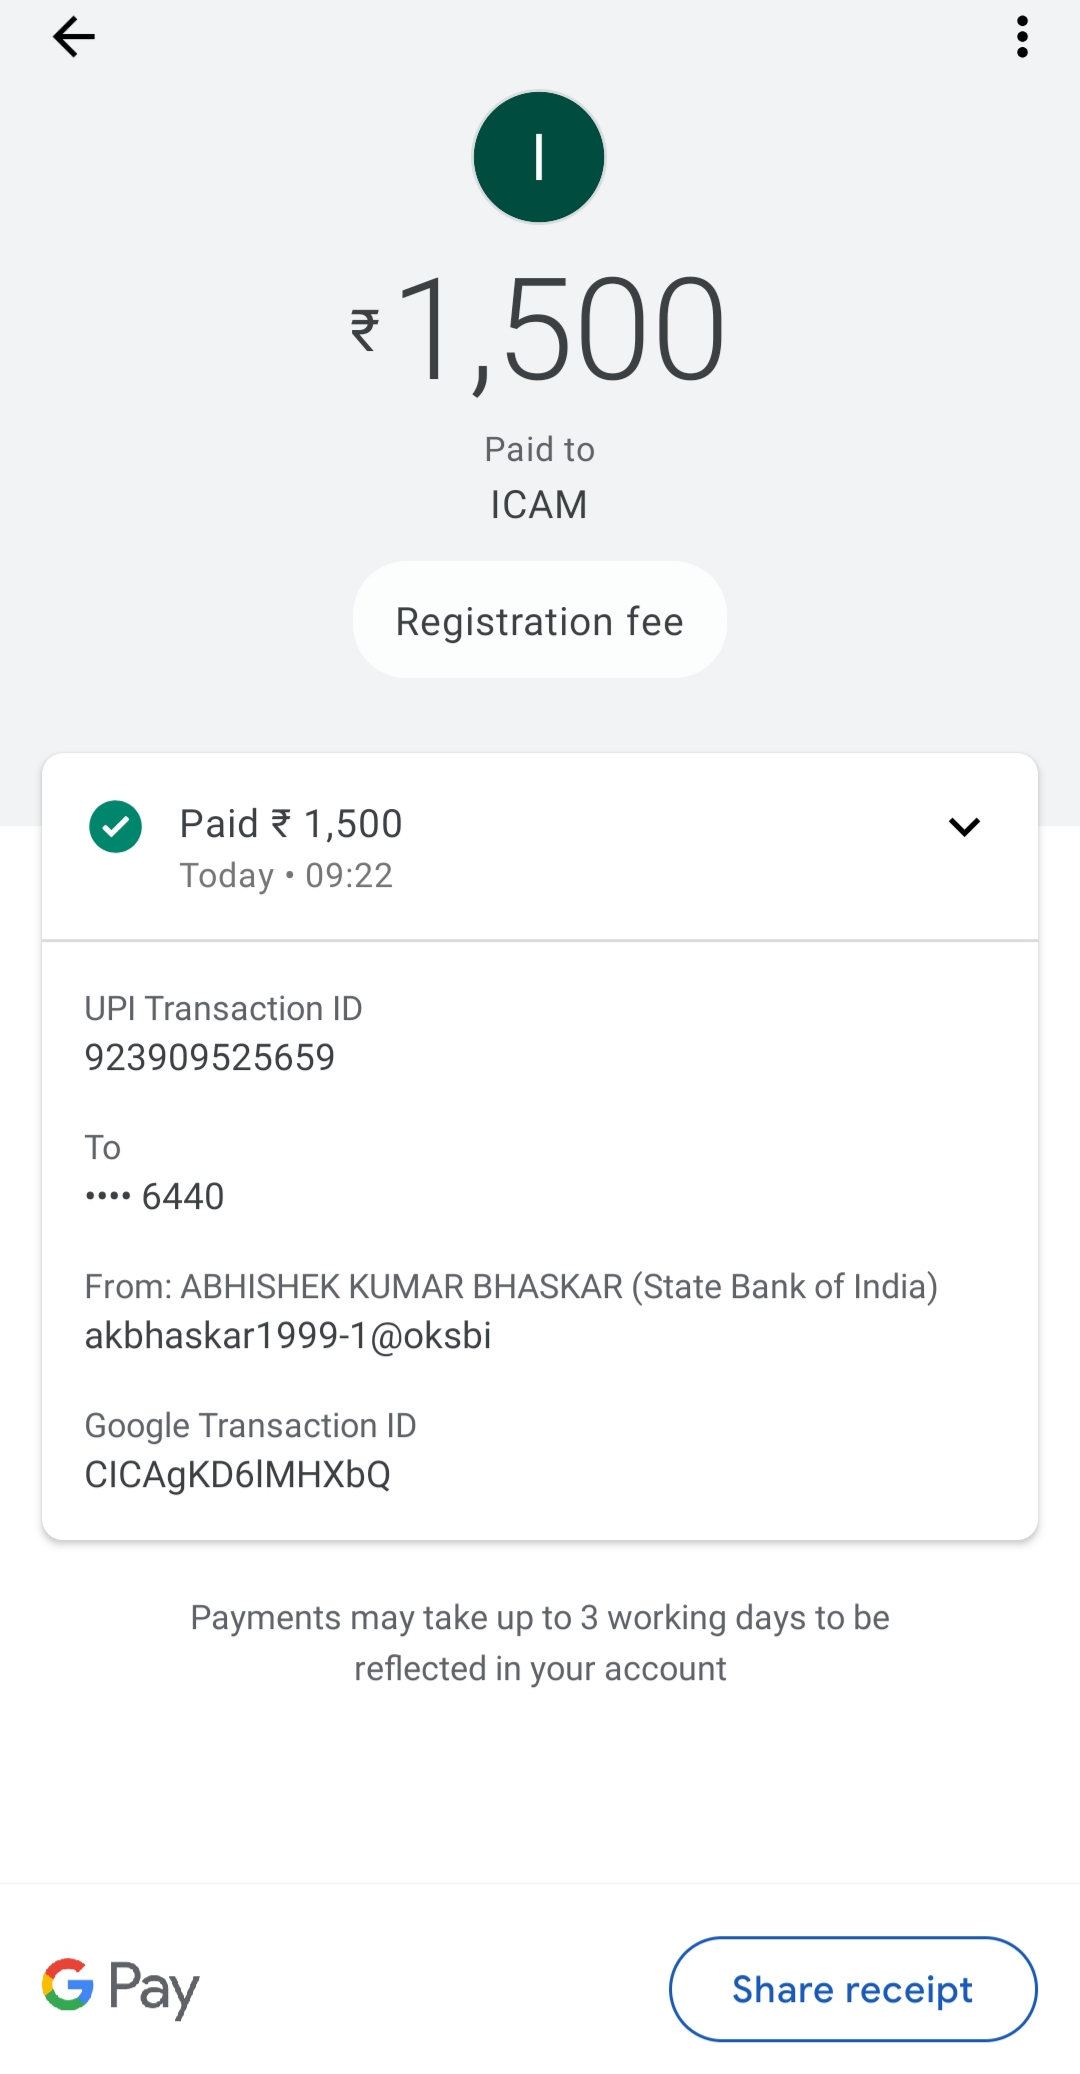 I
₹1,500
Paid to
ICAM
Registration fee
Paid ₹ 1,500
Today • 09:22
UPI Transaction ID
923909525659
To
•••• 6440
From: ABHISHEK KUMAR BHASKAR (State Bank of India)
akbhaskar1999-1@oksbi
Google Transaction ID
CICAgKD6lMHXbQ
Payments may take up to 3 working days to be
reflected in your account
G Pay
Share receipt